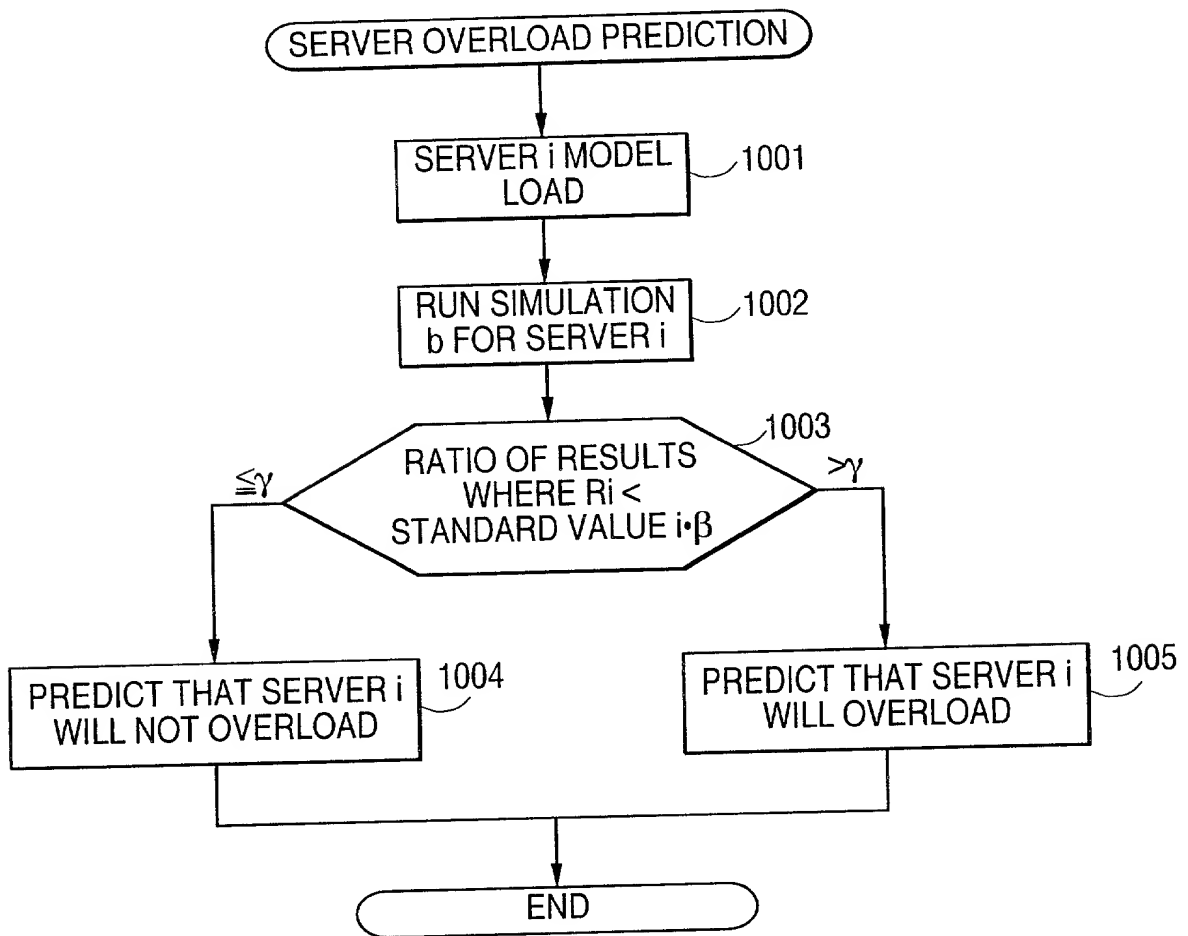 SERVER OVERLOAD PREDICTION
SERVER i MODEL
LOAD
1001
RUN SIMULATION
b FOR SERVER i
1002
RATIO OF RESULTS
WHERE Ri <
STANDARD VALUE i•β
1003
≦γ
>γ
PREDICT THAT SERVER i
WILL NOT OVERLOAD
1004
PREDICT THAT SERVER i
WILL OVERLOAD
1005
END